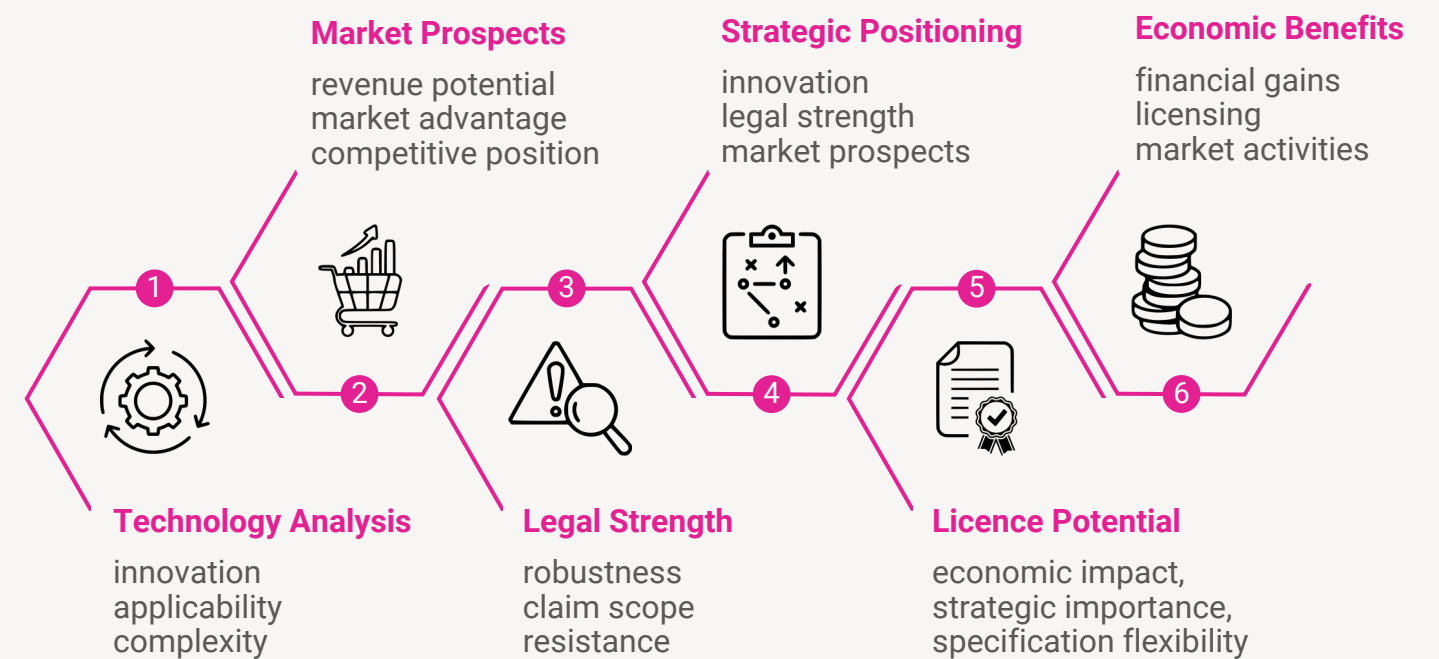 1
Technology Analysis
innovation
applicability
complexity
2
Market Prospects
revenue potential
market advantage
competitive position
3
Legal Strength
robustness
claim scope
resistance
4
Strategic Positioning
innovation
legal strength
market prospects
5
Licence Potential
economic impact,
strategic importance,
specification flexibility
6
Economic Benefits
financial gains
licensing
market activities